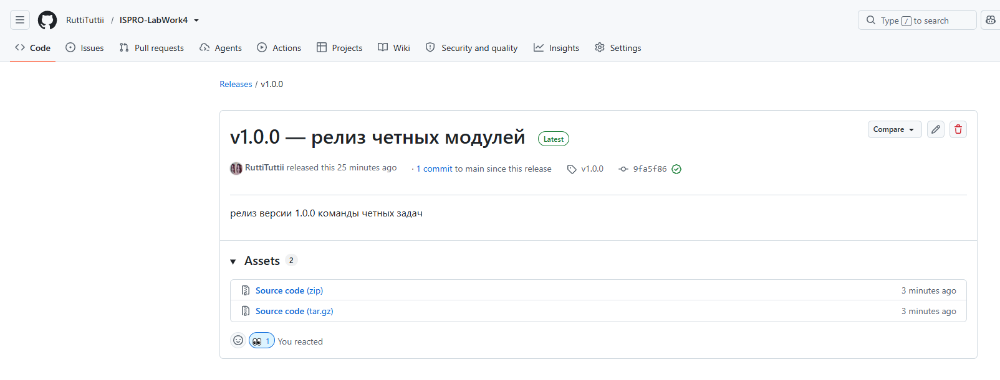 RuttiTuttii / ISPRO-LabWork4
Type / to search
Code Issues Pull requests Agents Actions Projects Wiki Security and quality Insights Settings
Releases / v1.0.0
v1.0.0 — релиз четных модулей Latest
Compare
RuttiTuttii released this 25 minutes ago · 1 commit to main since this release v1.0.0 9fa5f86
релиз версии 1.0.0 команды четных задач
Assets 2
Source code (zip) 3 minutes ago
Source code (tar.gz) 3 minutes ago
👀 1 You reacted